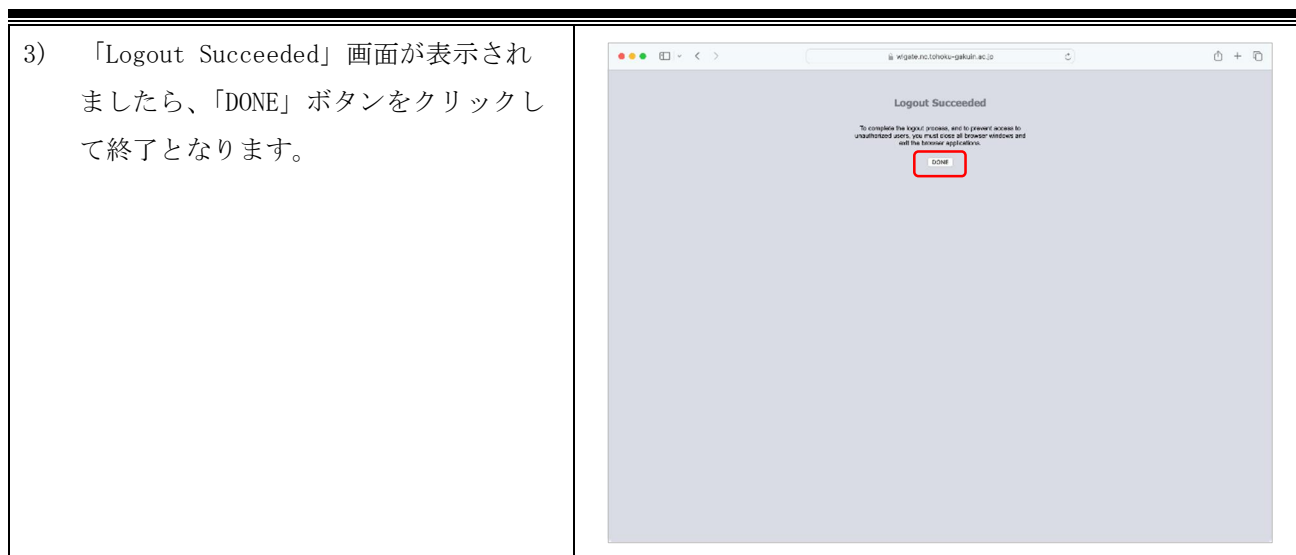 3) 「Logout Succeeded」画面が表示され
ましたら、「DONE」ボタンをクリックし
て終了となります。
wigate.nc.tohoku-gakuin.ac.jp
Logout Succeeded
To complete the logout process, and to prevent access to
unauthorized users, you must close all browser windows and
exit the browser applications.
DONE